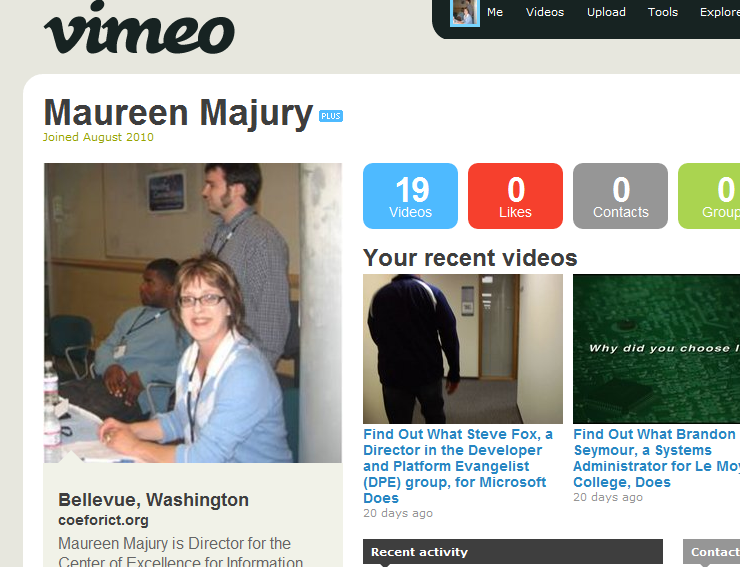 vimeo
Me Videos Upload Tools Explore
Maureen Majury PLUS
Joined August 2010
19 Videos
0 Likes
0 Contacts
0 Group
Your recent videos
Why did you choose I
Find Out What Steve Fox, a
Director in the Developer
and Platform Evangelist
(DPE) group, for Microsoft
Does
20 days ago
Find Out What Brandon
Seymour, a Systems
Administrator for Le Moy
College, Does
20 days ago
Bellevue, Washington
coeforict.org
Maureen Majury is Director for the
Center of Excellence for Information
Recent activity
Contact